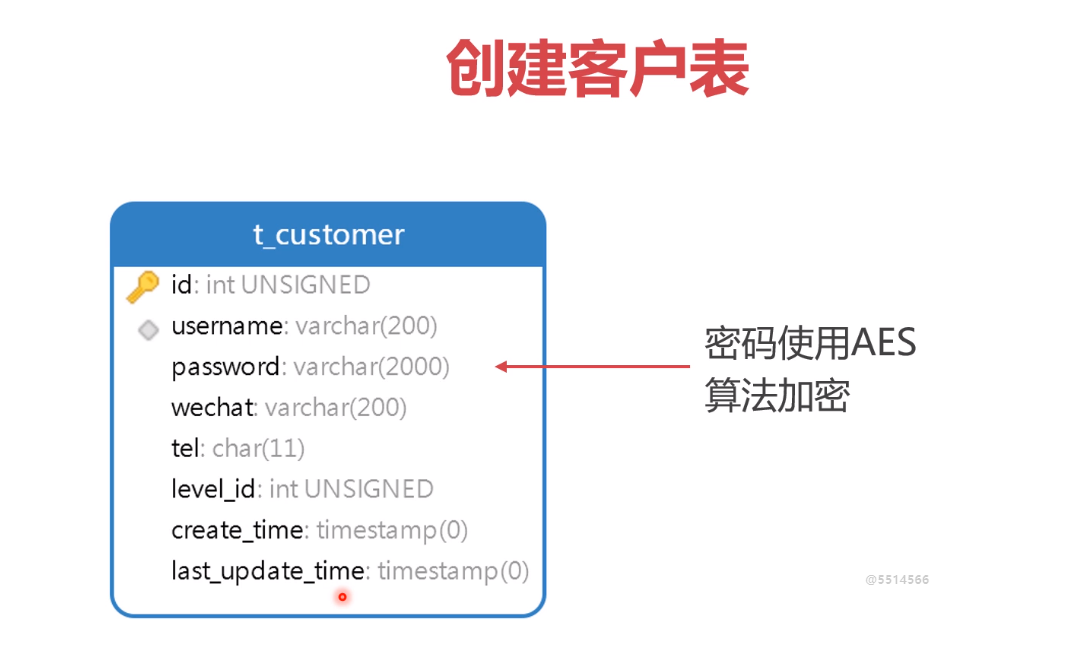 创建客户表
t_customer
id: int UNSIGNED
username: varchar(200)
password: varchar(2000)
wechat: varchar(200)
tel: char(11)
level_id: int UNSIGNED
create_time: timestamp(0)
last_update_time: timestamp(0)
密码使用AES
算法加密
@5514566